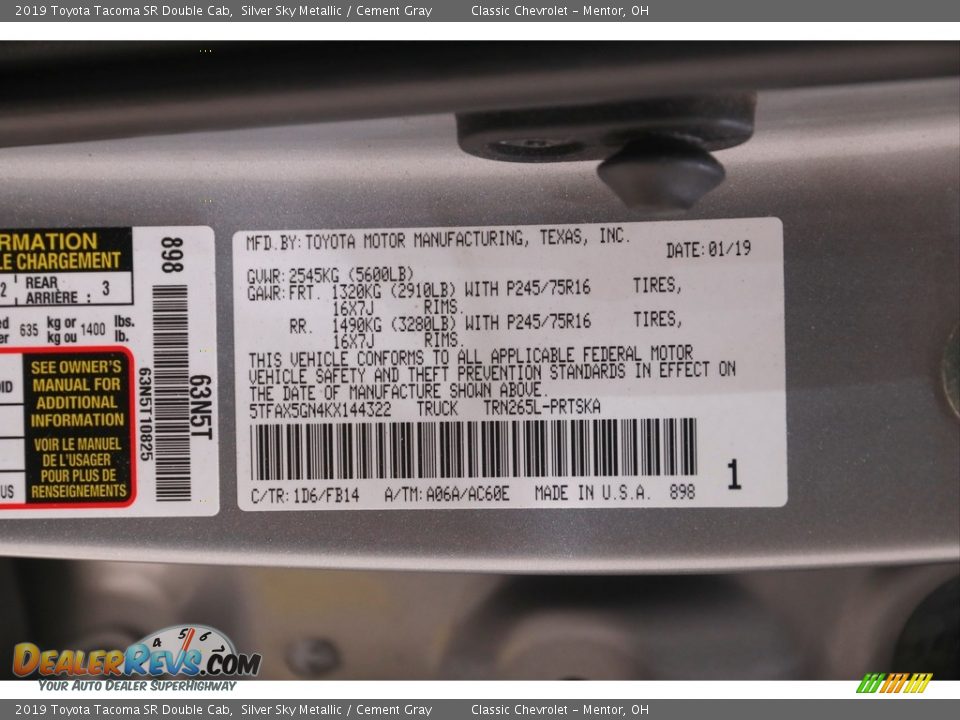 2019 Toyota Tacoma SR Double Cab, Silver Sky Metallic / Cement Gray Classic Chevrolet – Mentor, OH
RMATION
LE CHARGEMENT
2 REAR
ARRIÈRE : 3
635 kg or 1400 lbs.
kg ou lb.
SEE OWNER'S
MANUAL FOR
ADDITIONAL
INFORMATION
VOIR LE MANUEL
DE L'USAGER
POUR PLUS DE
RENSEIGNEMENTS
US
898
63N5T10825
63N5T
MFD.BY:TOYOTA MOTOR MANUFACTURING, TEXAS, INC.
DATE:01/19
GVWR:2545KG (5600LB)
GAWR:FRT. 1320KG (2910LB) WITH P245/75R16 TIRES,
16X7J RIMS.
RR. 1490KG (3280LB) WITH P245/75R16 TIRES,
16X7J RIMS.
THIS VEHICLE CONFORMS TO ALL APPLICABLE FEDERAL MOTOR
VEHICLE SAFETY AND THEFT PREVENTION STANDARDS IN EFFECT ON
THE DATE OF MANUFACTURE SHOWN ABOVE.
5TFAX5GN4KX144322 TRUCK TRN265L-PRTSKA
1
C/TR:1D6/FB14 A/TM:A06A/AC60E MADE IN U.S.A. 898
4 5 6
DEALERREVS.COM
YOUR AUTO DEALER SUPERHIGHWAY
2019 Toyota Tacoma SR Double Cab, Silver Sky Metallic / Cement Gray Classic Chevrolet – Mentor, OH